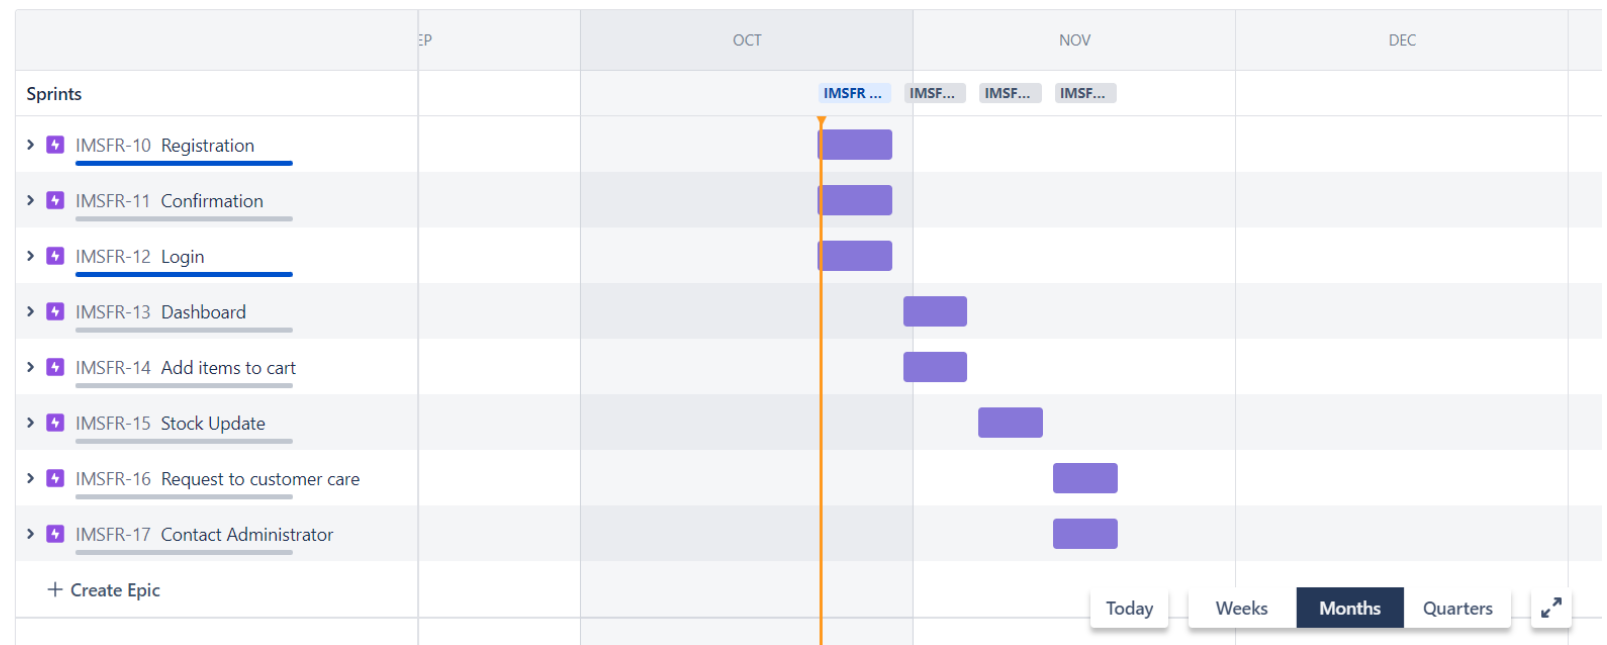 EP OCT NOV DEC
Sprints IMSFR ... IMSF... IMSF... IMSF...
IMSFR-10 Registration
IMSFR-11 Confirmation
IMSFR-12 Login
IMSFR-13 Dashboard
IMSFR-14 Add items to cart
IMSFR-15 Stock Update
IMSFR-16 Request to customer care
IMSFR-17 Contact Administrator
+ Create Epic
Today Weeks Months Quarters